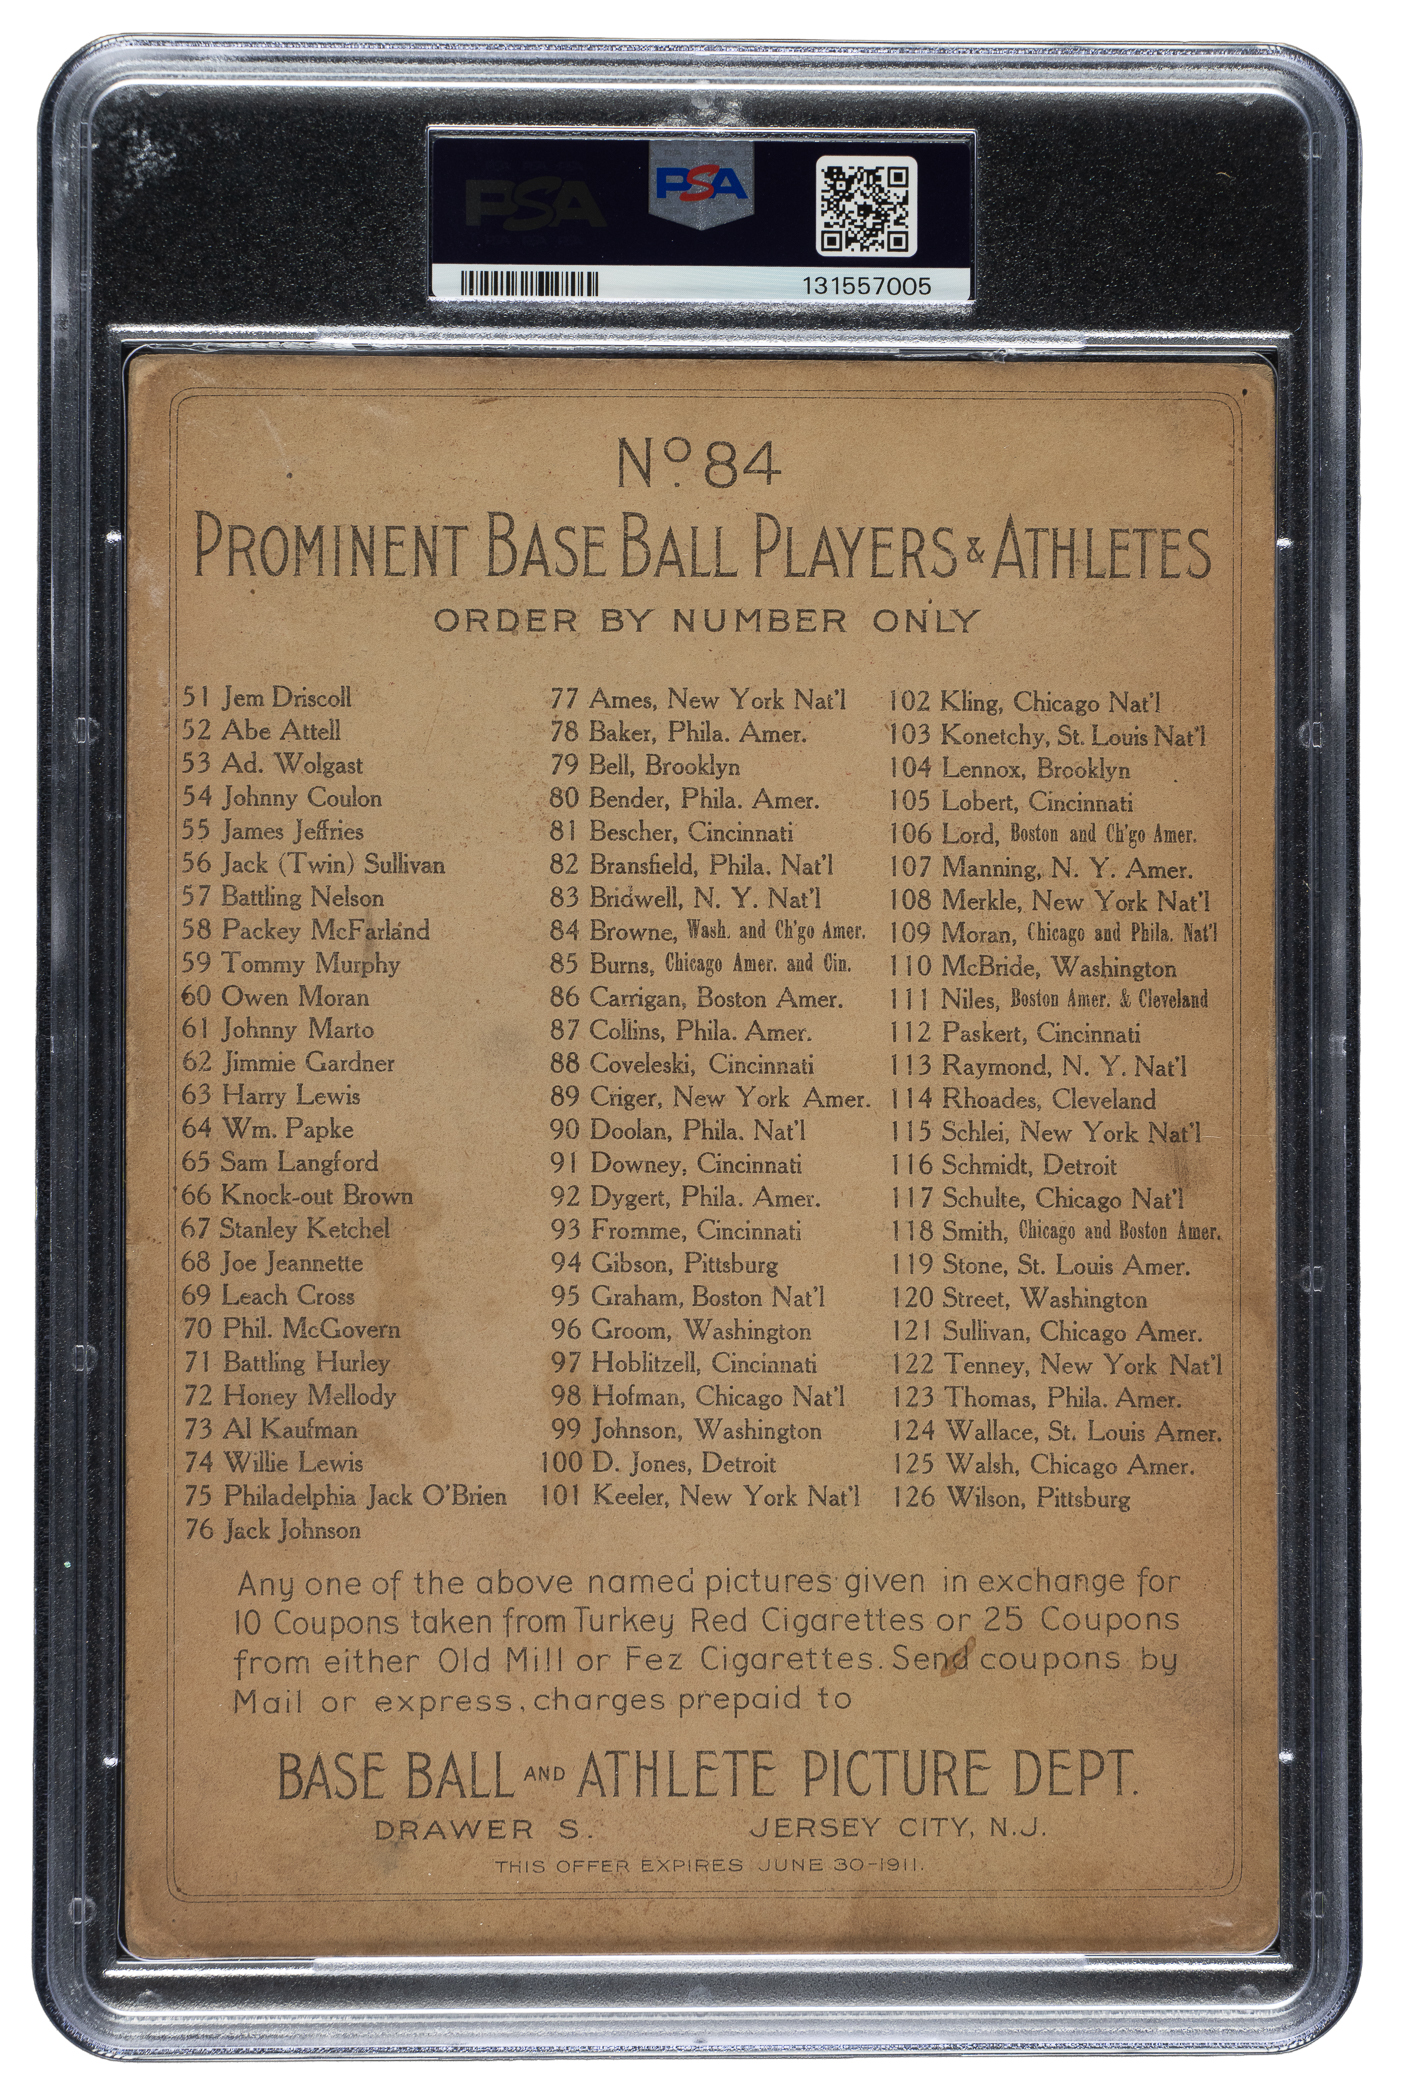 PSA
PSA
131557005
Nº 84
PROMINENT BASE BALL PLAYERS & ATHLETES
ORDER BY NUMBER ONLY
51 Jem Driscoll
52 Abe Attell
53 Ad. Wolgast
54 Johnny Coulon
55 James Jeffries
56 Jack (Twin) Sullivan
57 Battling Nelson
58 Packey McFarland
59 Tommy Murphy
60 Owen Moran
61 Johnny Marto
62 Jimmie Gardner
63 Harry Lewis
64 Wm. Papke
65 Sam Langford
66 Knock-out Brown
67 Stanley Ketchel
68 Joe Jeannette
69 Leach Cross
70 Phil. McGovern
71 Battling Hurley
72 Honey Mellody
73 Al Kaufman
74 Willie Lewis
75 Philadelphia Jack O'Brien
76 Jack Johnson
77 Ames, New York Nat'l
78 Baker, Phila. Amer.
79 Bell, Brooklyn
80 Bender, Phila. Amer.
81 Bescher, Cincinnati
82 Bransfield, Phila. Nat'l
83 Bridwell, N. Y. Nat'l
84 Browne, Wash. and Ch'go Amer.
85 Burns, Chicago Amer. and Cin.
86 Carrigan, Boston Amer.
87 Collins, Phila. Amer.
88 Coveleski, Cincinnati
89 Criger, New York Amer.
90 Doolan, Phila. Nat'l
91 Downey, Cincinnati
92 Dygert, Phila. Amer.
93 Fromme, Cincinnati
94 Gibson, Pittsburg
95 Graham, Boston Nat'l
96 Groom, Washington
97 Hoblitzell, Cincinnati
98 Hofman, Chicago Nat'l
99 Johnson, Washington
100 D. Jones, Detroit
101 Keeler, New York Nat'l
102 Kling, Chicago Nat'l
103 Konetchy, St. Louis Nat'l
104 Lennox, Brooklyn
105 Lobert, Cincinnati
106 Lord, Boston and Ch'go Amer.
107 Manning, N. Y. Amer.
108 Merkle, New York Nat'l
109 Moran, Chicago and Phila. Nat'l
110 McBride, Washington
111 Niles, Boston Amer. & Cleveland
112 Paskert, Cincinnati
113 Raymond, N. Y. Nat'l
114 Rhoades, Cleveland
115 Schlei, New York Nat'l
116 Schmidt, Detroit
117 Schulte, Chicago Nat'l
118 Smith, Chicago and Boston Amer.
119 Stone, St. Louis Amer.
120 Street, Washington
121 Sullivan, Chicago Amer.
122 Tenney, New York Nat'l
123 Thomas, Phila. Amer.
124 Wallace, St. Louis Amer.
125 Walsh, Chicago Amer.
126 Wilson, Pittsburg
Any one of the above named pictures given in exchange for
10 Coupons taken from Turkey Red Cigarettes or 25 Coupons
from either Old Mill or Fez Cigarettes. Send coupons by
Mail or express, charges prepaid to
BASE BALL AND ATHLETE PICTURE DEPT.
DRAWER S. JERSEY CITY, N.J.
THIS OFFER EXPIRES JUNE 30-1911.